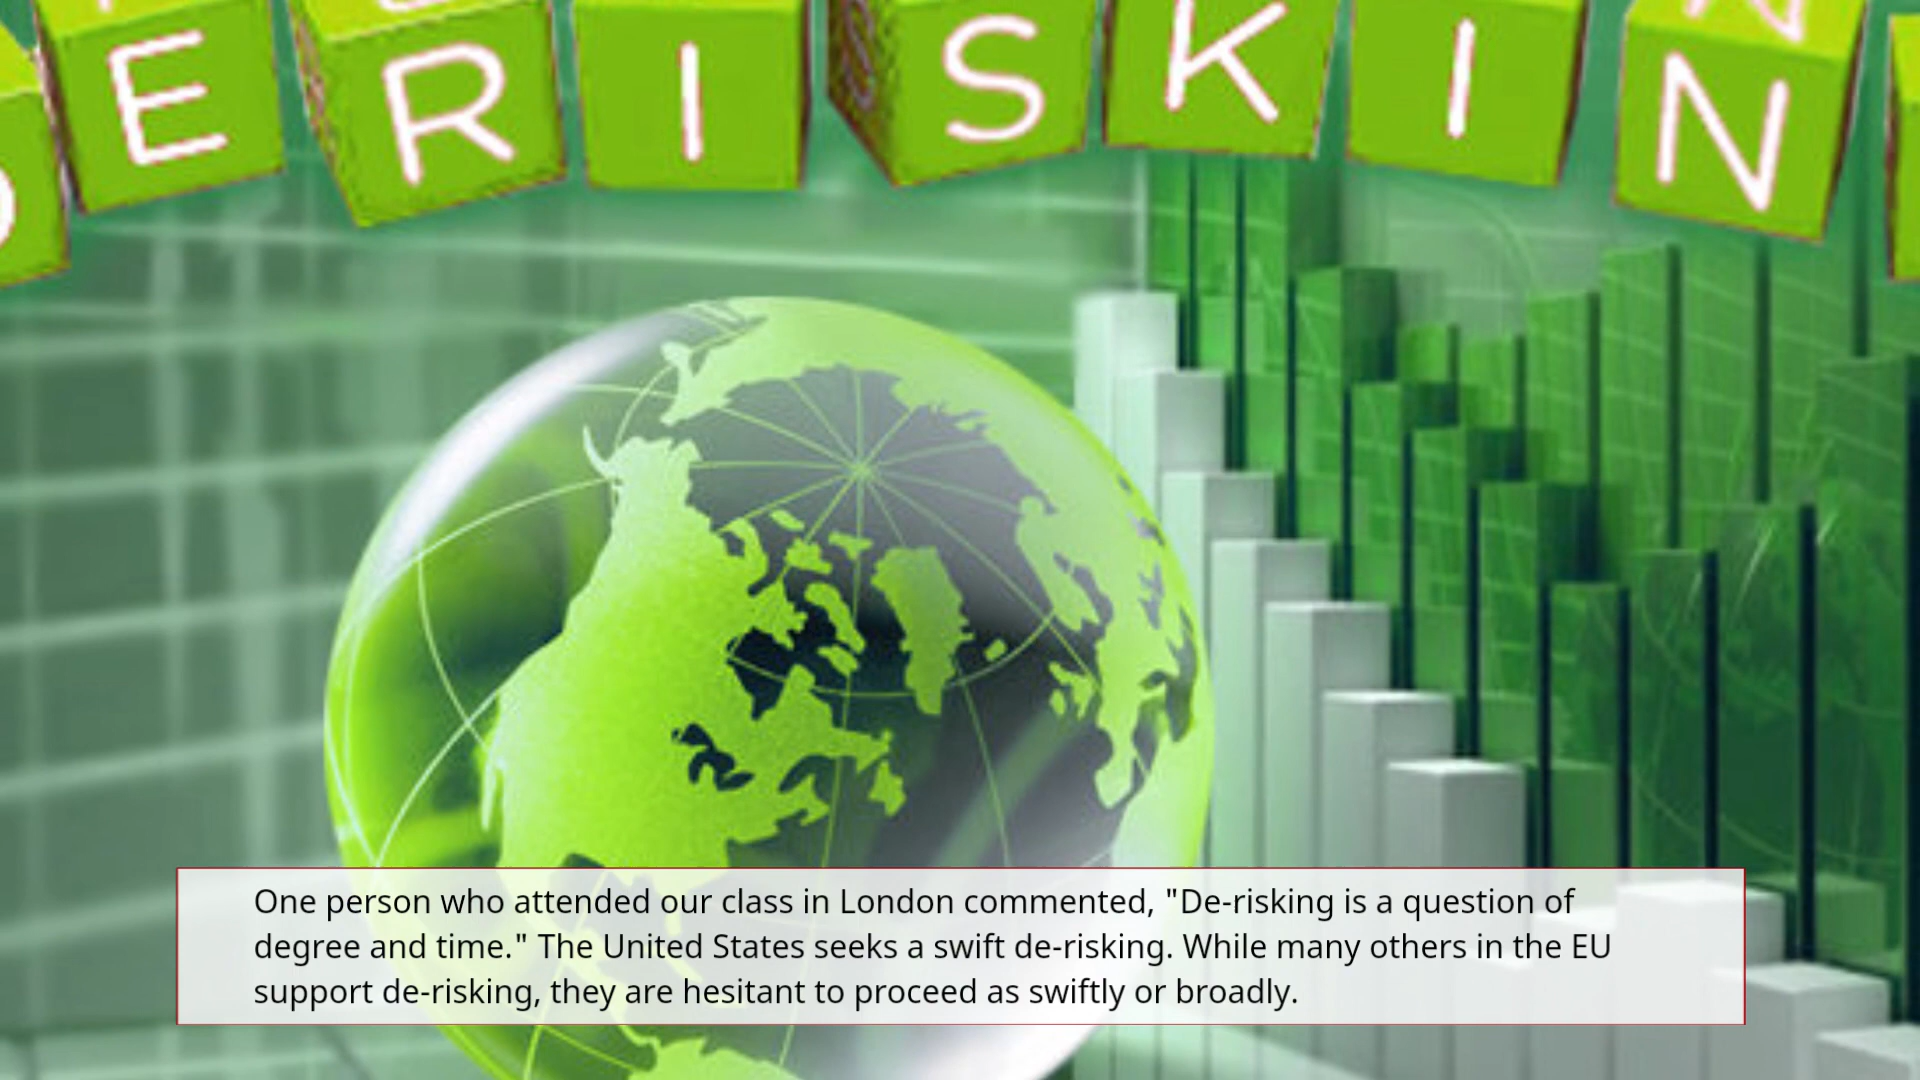 DERISKIN
One person who attended our class in London commented, "De-risking is a question of
degree and time." The United States seeks a swift de-risking. While many others in the EU
support de-risking, they are hesitant to proceed as swiftly or broadly.